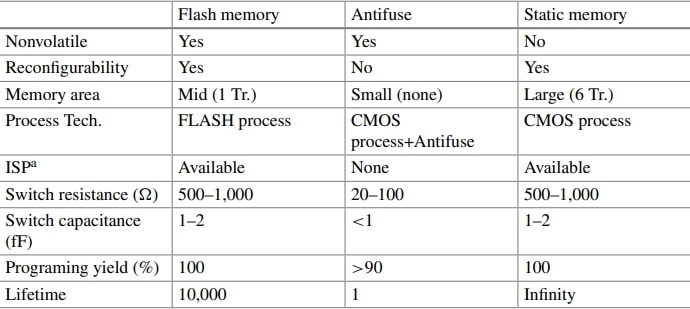 Flash memory Antifuse Static memory
Nonvolatile Yes Yes No
Reconfigurability Yes No Yes
Memory area Mid (1 Tr.) Small (none) Large (6 Tr.)
Process Tech. FLASH process CMOS CMOS process
process+Antifuse
ISPᵃ Available None Available
Switch resistance (Ω) 500–1,000 20–100 500–1,000
Switch capacitance 1–2 <1 1–2
(fF)
Programing yield (%) 100 >90 100
Lifetime 10,000 1 Infinity